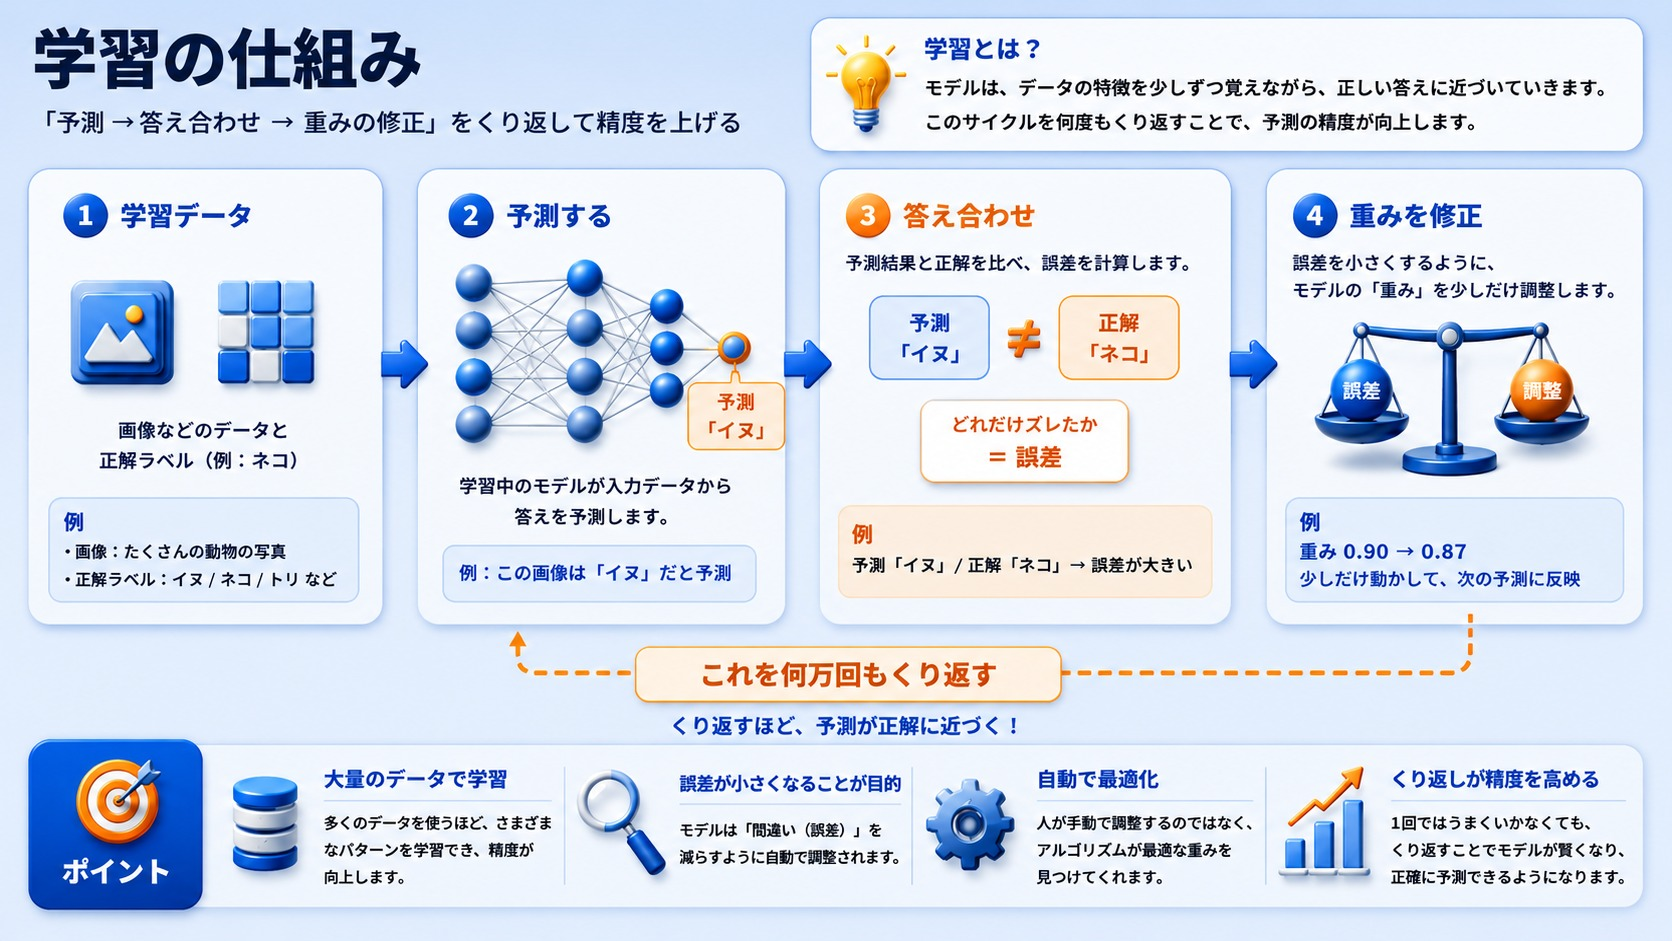 学習の仕組み
「予測 → 答え合わせ → 重みの修正」をくり返して精度を上げる
学習とは？
モデルは、データの特徴を少しずつ覚えながら、正しい答えに近づいていきます。
このサイクルを何度もくり返すことで、予測の精度が向上します。
1 学習データ
画像などのデータと
正解ラベル（例：ネコ）
例
・画像：たくさんの動物の写真
・正解ラベル：イヌ / ネコ / トリ など
2 予測する
予測
「イヌ」
学習中のモデルが入力データから
答えを予測します。
例：この画像は「イヌ」だと予測
3 答え合わせ
予測結果と正解を比べ、誤差を計算します。
予測
「イヌ」
≠
正解
「ネコ」
どれだけズレたか
＝ 誤差
例
予測「イヌ」/ 正解「ネコ」→ 誤差が大きい
4 重みを修正
誤差を小さくするように、
モデルの「重み」を少しだけ調整します。
誤差
調整
例
重み 0.90 → 0.87
少しだけ動かして、次の予測に反映
これを何万回もくり返す
くり返すほど、予測が正解に近づく！
ポイント
大量のデータで学習
多くのデータを使うほど、さまざま
なパターンを学習でき、精度が
向上します。
誤差が小さくなることが目的
モデルは「間違い（誤差）」を
減らすように自動で調整されます。
自動で最適化
人が手動で調整するのではなく、
アルゴリズムが最適な重みを
見つけてくれます。
くり返しが精度を高める
1回ではうまくいかなくても、
くり返すことでモデルが賢くなり、
正確に予測できるようになります。